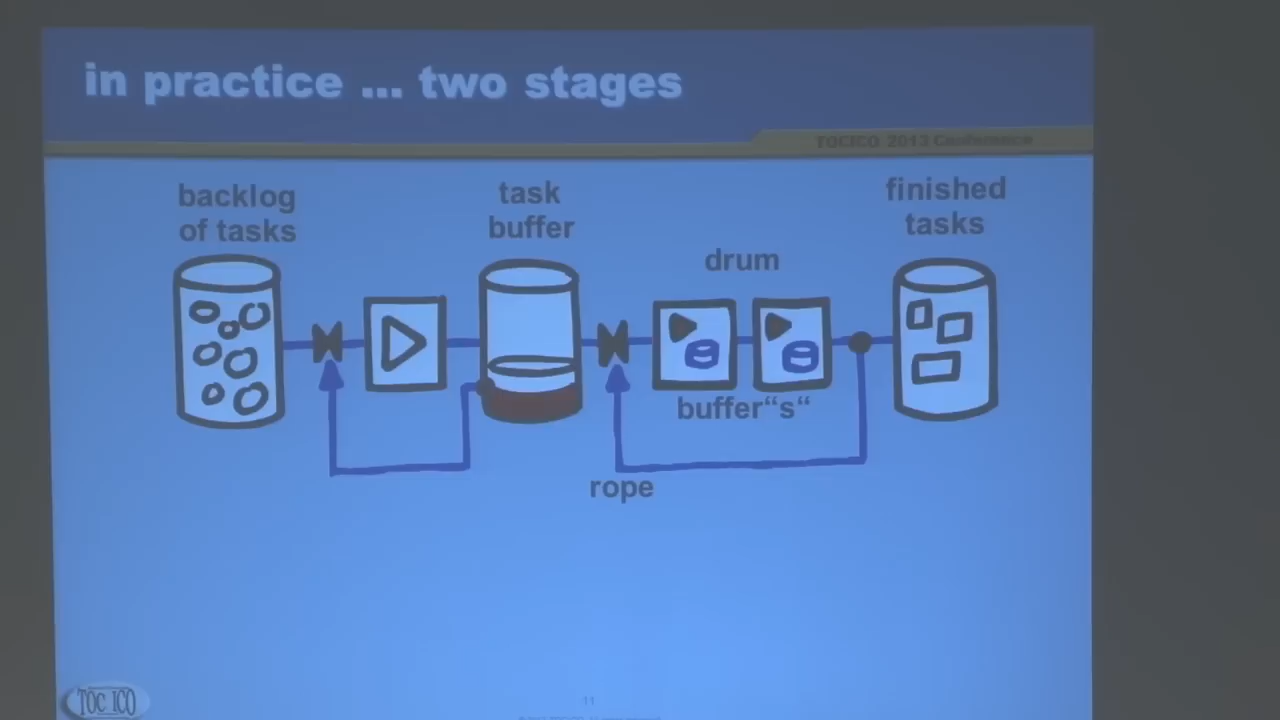 in practice ... two stages
TOCICO 2013 Conference
backlog
of tasks
task
buffer
drum
finished
tasks
buffer“s“
rope
TOC ICO
11